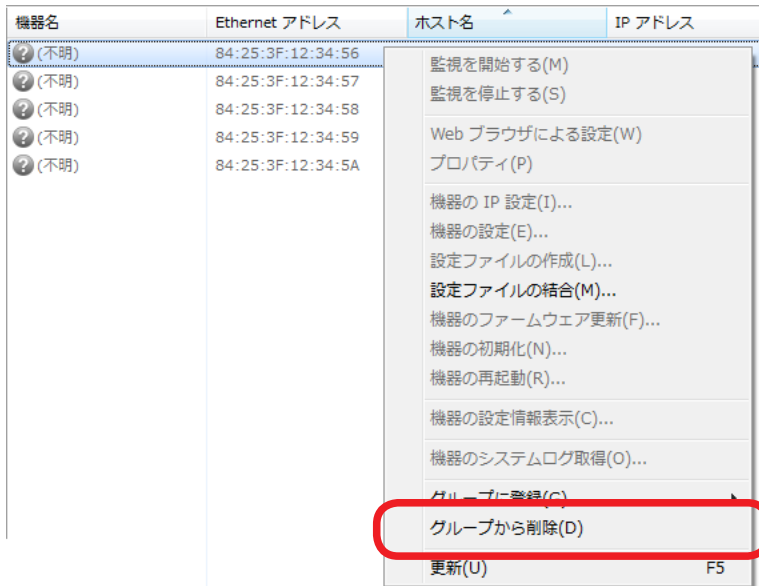 機器名 Ethernet アドレス ホスト名 IP アドレス
(不明) 84:25:3F:12:34:56
(不明) 84:25:3F:12:34:57
(不明) 84:25:3F:12:34:58
(不明) 84:25:3F:12:34:59
(不明) 84:25:3F:12:34:5A
監視を開始する(M)
監視を停止する(S)
Web ブラウザによる設定(W)
プロパティ(P)
機器の IP 設定(I)...
機器の設定(E)...
設定ファイルの作成(L)...
設定ファイルの結合(M)...
機器のファームウェア更新(F)...
機器の初期化(N)...
機器の再起動(R)...
機器の設定情報表示(C)...
機器のシステムログ取得(O)...
グループに登録(G)
グループから削除(D)
更新(U) F5